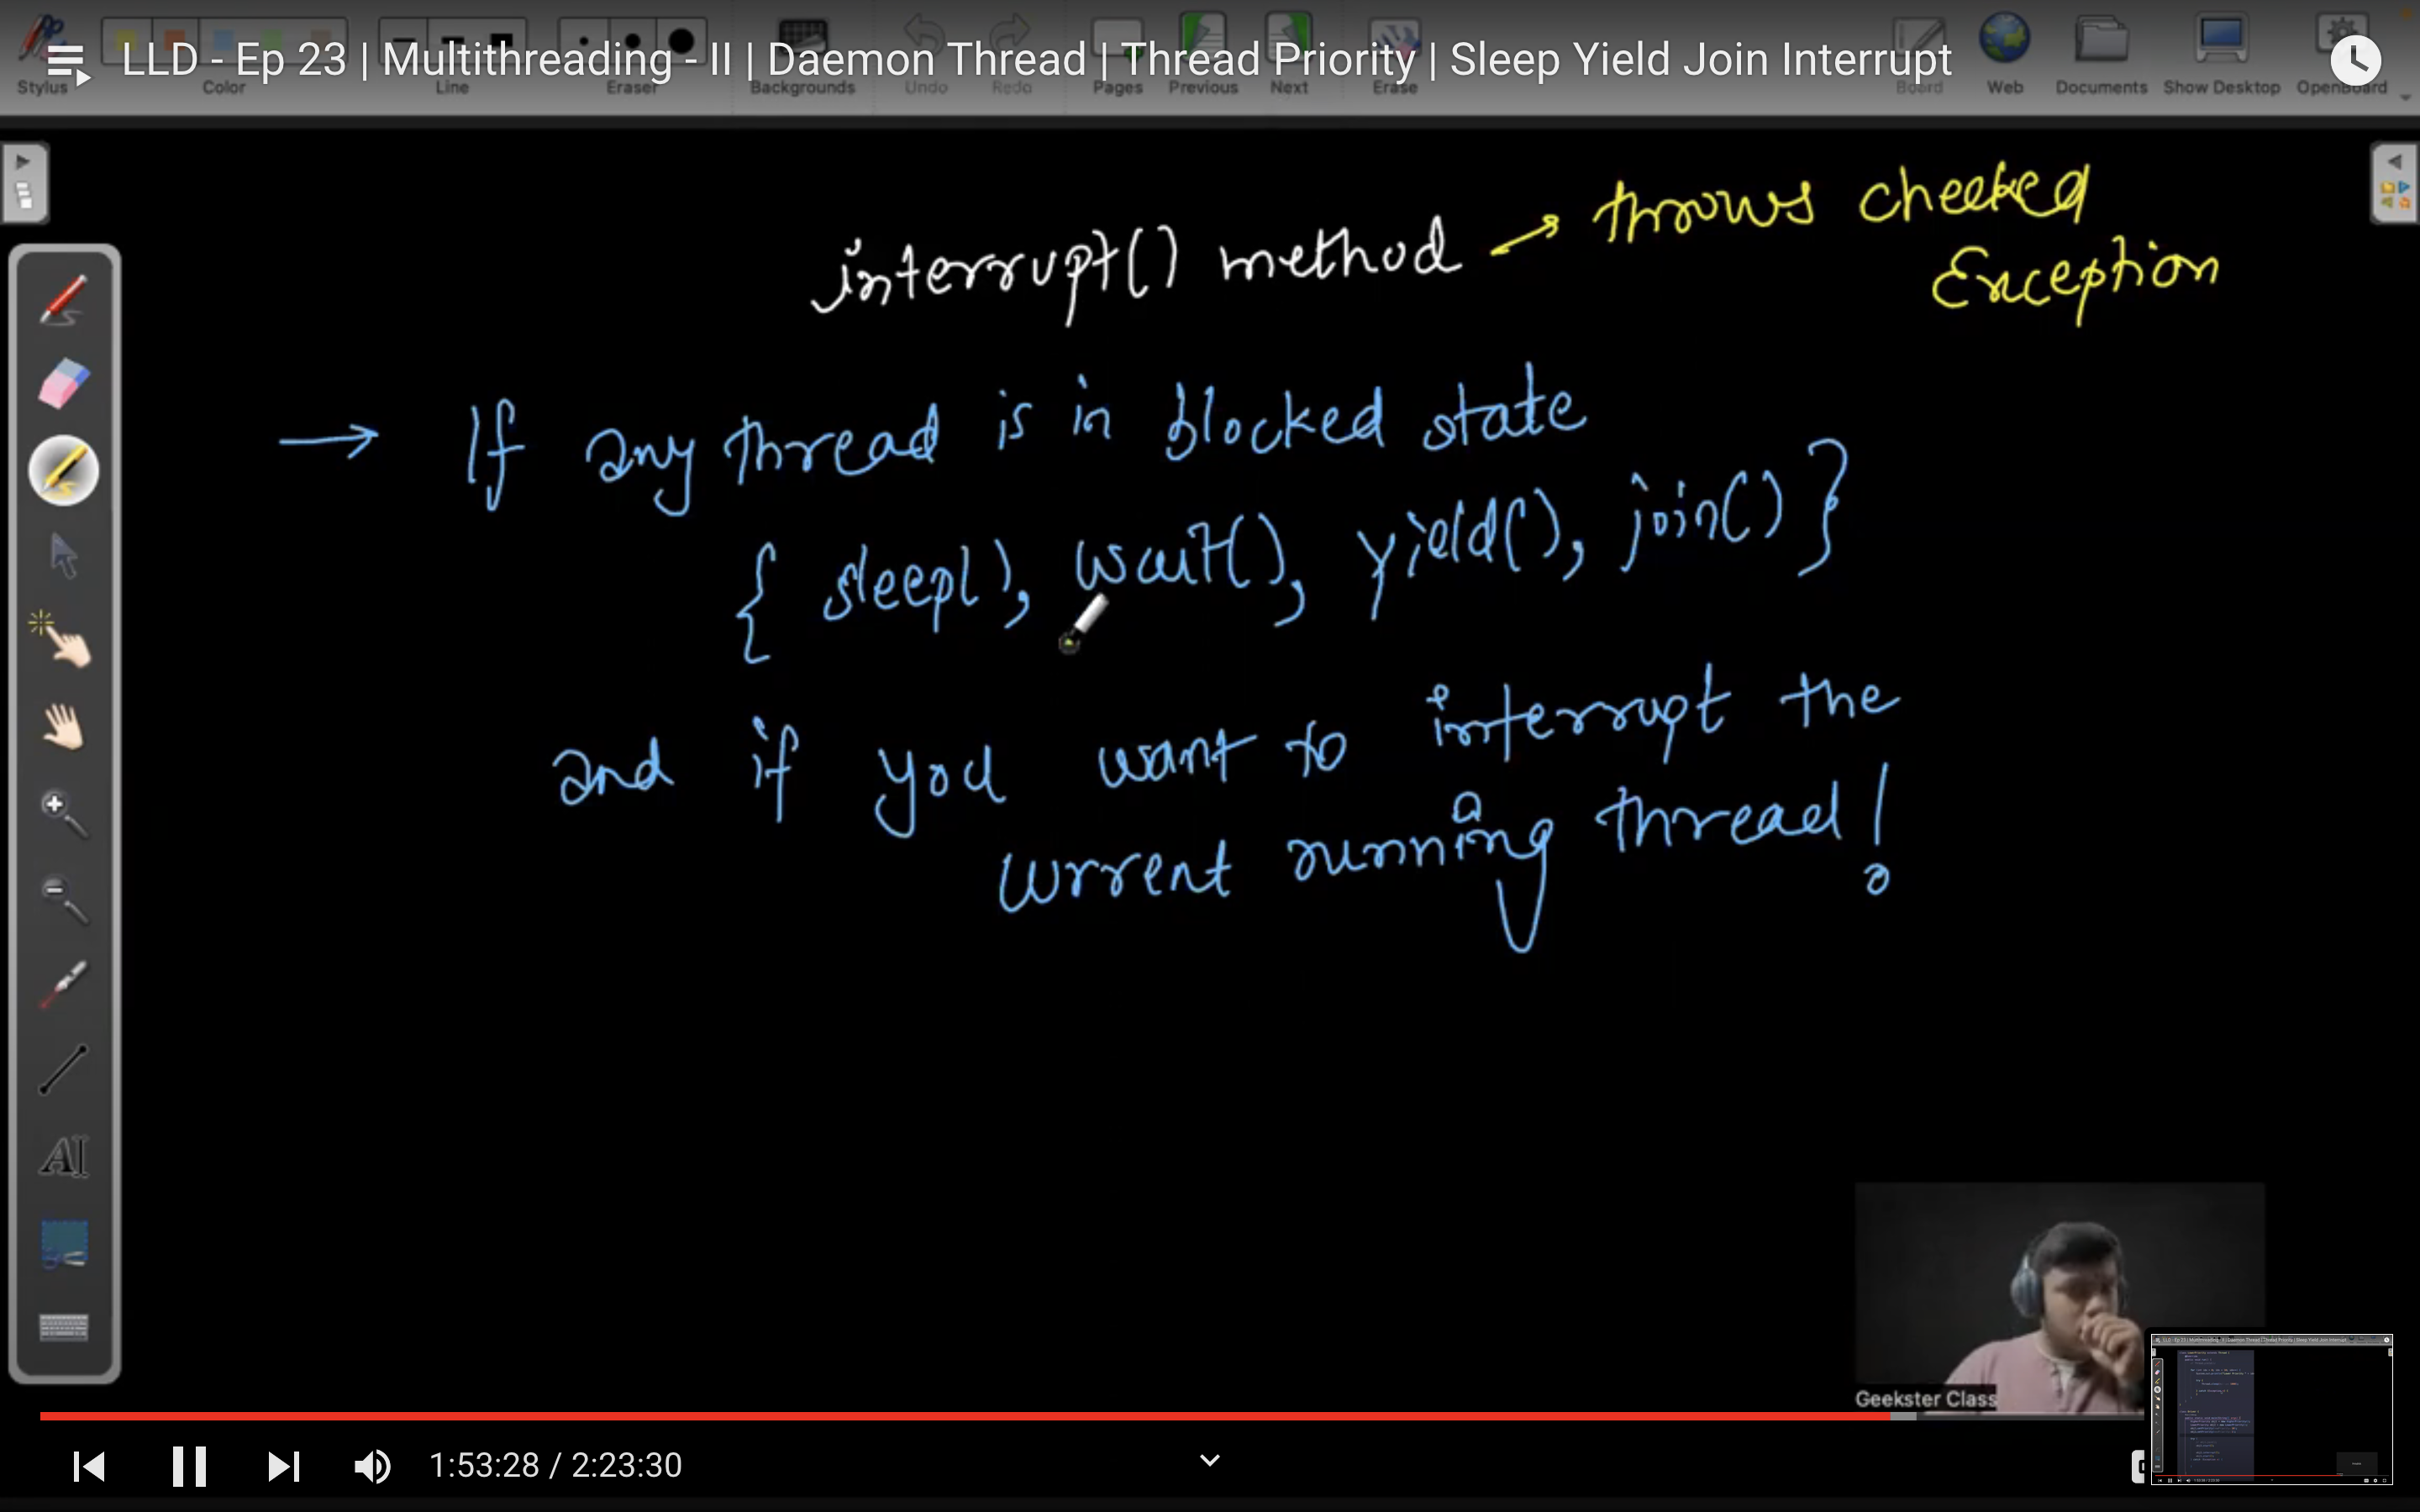 LLD - Ep 23 | Multithreading - II | Daemon Thread | Thread Priority | Sleep Yield Join Interrupt
Stylus Color Line Eraser Backgrounds Undo Redo Pages Previous Next Erase Board Web Documents Show Desktop OpenBoard
interrupt() method → throws checked
Exception
→ If any thread is in blocked state
{ sleep(), wait(), yield(), join() }
and if you want to interrupt the
current running thread!
AI
Geekster Class
1:53:28 / 2:23:30